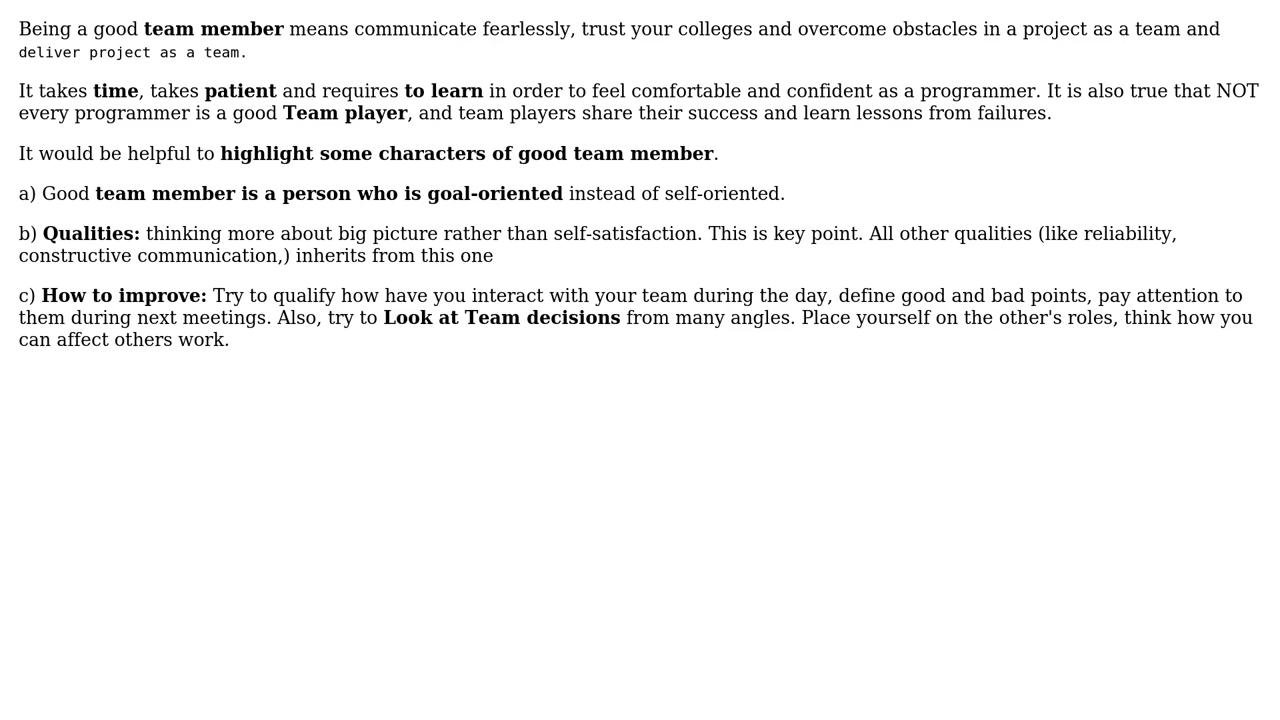 Being a good team member means communicate fearlessly, trust your colleges and overcome obstacles in a project as a team and
deliver project as a team.
It takes time, takes patient and requires to learn in order to feel comfortable and confident as a programmer. It is also true that NOT
every programmer is a good Team player, and team players share their success and learn lessons from failures.
It would be helpful to highlight some characters of good team member.
a) Good team member is a person who is goal-oriented instead of self-oriented.
b) Qualities: thinking more about big picture rather than self-satisfaction. This is key point. All other qualities (like reliability,
constructive communication,) inherits from this one
c) How to improve: Try to qualify how have you interact with your team during the day, define good and bad points, pay attention to
them during next meetings. Also, try to Look at Team decisions from many angles. Place yourself on the other's roles, think how you
can affect others work.